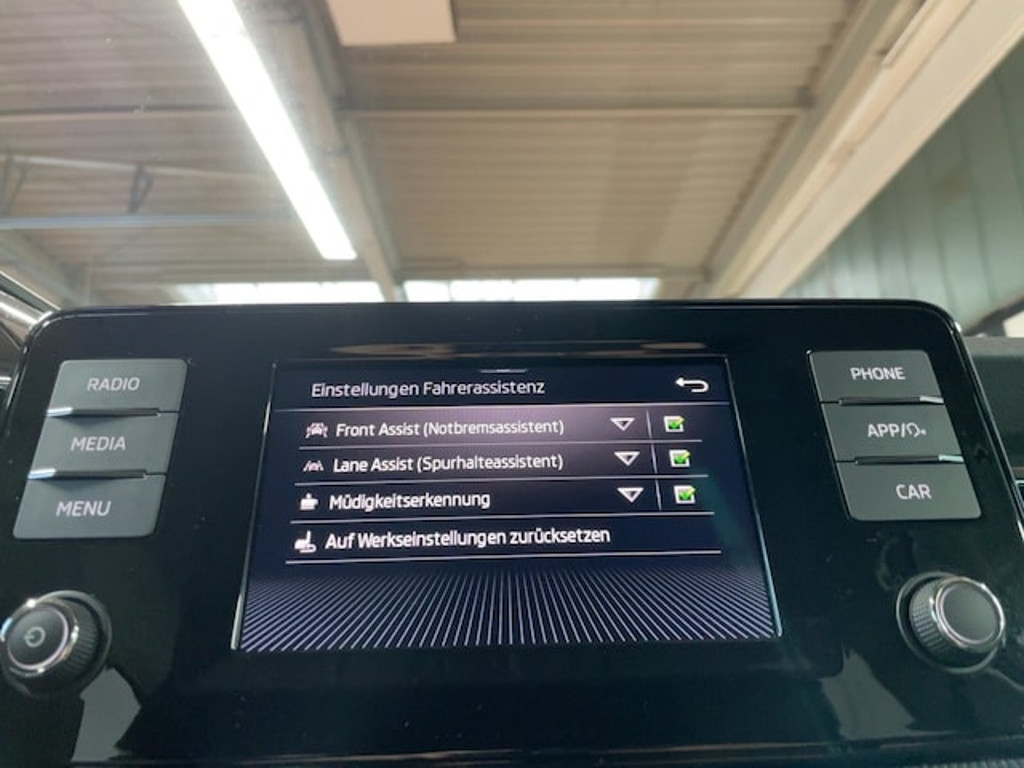 RADIO
MEDIA
MENU
Einstellungen Fahrerassistenz
Front Assist (Notbremsassistent)
Lane Assist (Spurhalteassistent)
Müdigkeitserkennung
Auf Werkseinstellungen zurücksetzen
PHONE
APP/
CAR